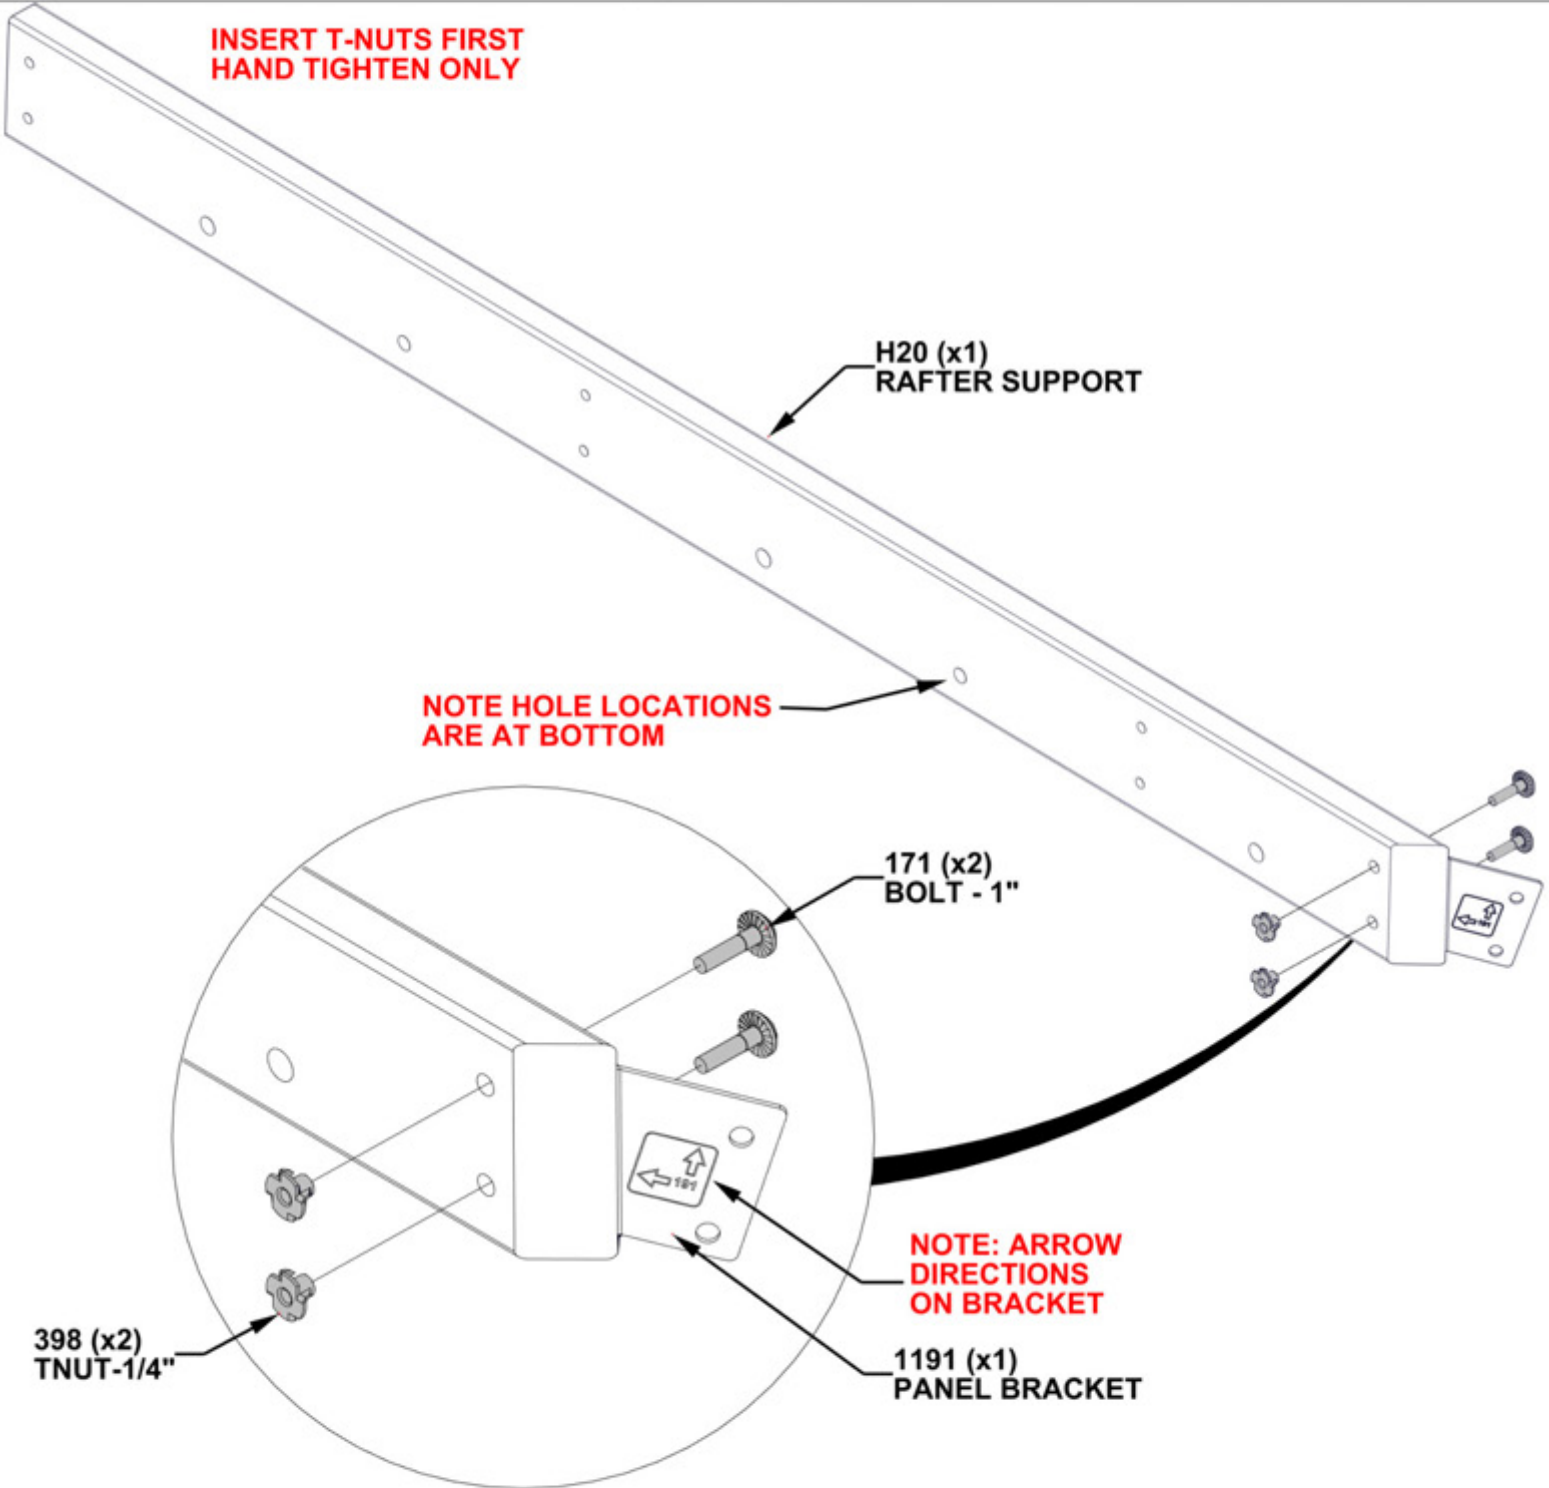 INSERT T-NUTS FIRST
HAND TIGHTEN ONLY
H20 (x1)
RAFTER SUPPORT
NOTE HOLE LOCATIONS
ARE AT BOTTOM
171 (x2)
BOLT - 1"
191
191
NOTE: ARROW
DIRECTIONS
ON BRACKET
398 (x2)
TNUT-1/4"
1191 (x1)
PANEL BRACKET